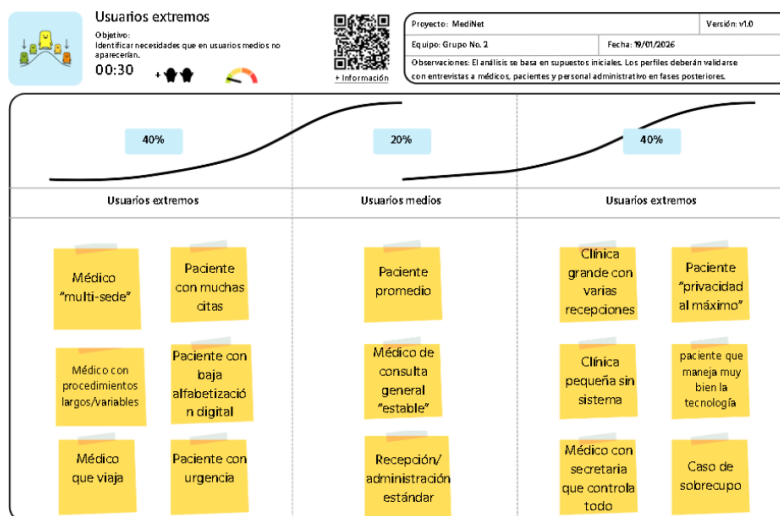 Usuarios extremos
Objetivo:
Identificar necesidades que en usuarios medios no
aparecerían.
00:30
+
+ Información
Proyecto: MediNet
Versión: v1.0
Equipo: Grupo No. 2
Fecha: 19/01/2026
Observaciones: El análisis se basa en supuestos iniciales. Los perfiles deberán validarse
con entrevistas a médicos, pacientes y personal administrativo en fases posteriores.
40%
20%
40%
Usuarios extremos
Usuarios medios
Usuarios extremos
Médico
"multi-sede"
Paciente
con muchas
citas
Paciente
promedio
Clínica
grande con
varias
recepciones
Paciente
"privacidad
al máximo"
Médico con
procedimientos
largos/variables
Paciente con
baja
alfabetizació
n digital
Médico de
consulta
general
"estable"
Clínica
pequeña sin
sistema
paciente que
maneja muy
bien la
tecnología
Médico
que viaja
Paciente con
urgencia
Recepción/
administración
estándar
Médico con
secretaria
que controla
todo
Caso de
sobrecupo